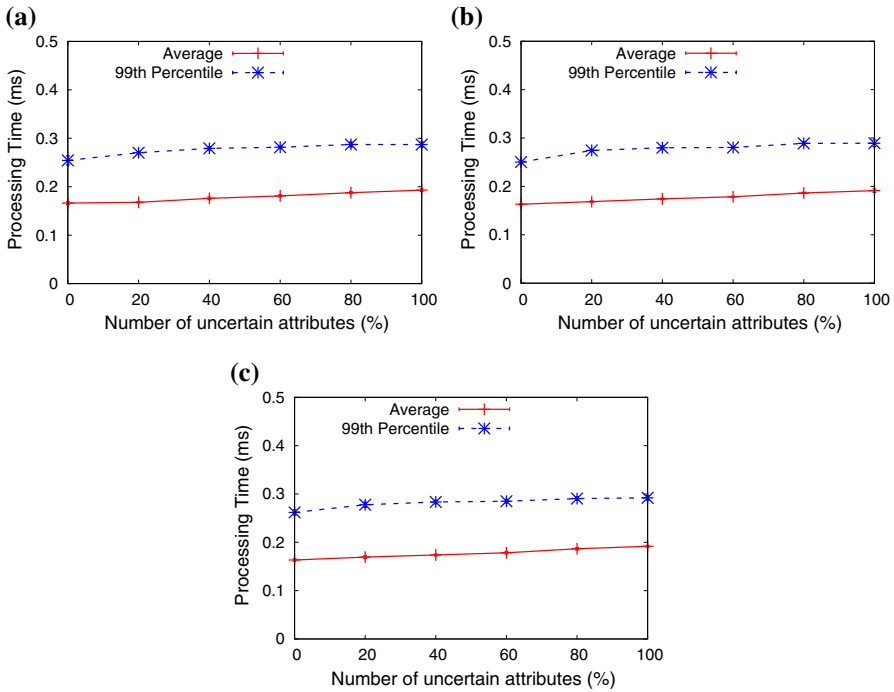 (a)
Average
99th Percentile
0.5
0.4
0.3
0.2
0.1
0
Processing Time (ms)
0 20 40 60 80 100
Number of uncertain attributes (%)
(b)
Average
99th Percentile
0.5
0.4
0.3
0.2
0.1
0
Processing Time (ms)
0 20 40 60 80 100
Number of uncertain attributes (%)
(c)
Average
99th Percentile
0.5
0.4
0.3
0.2
0.1
0
Processing Time (ms)
0 20 40 60 80 100
Number of uncertain attributes (%)